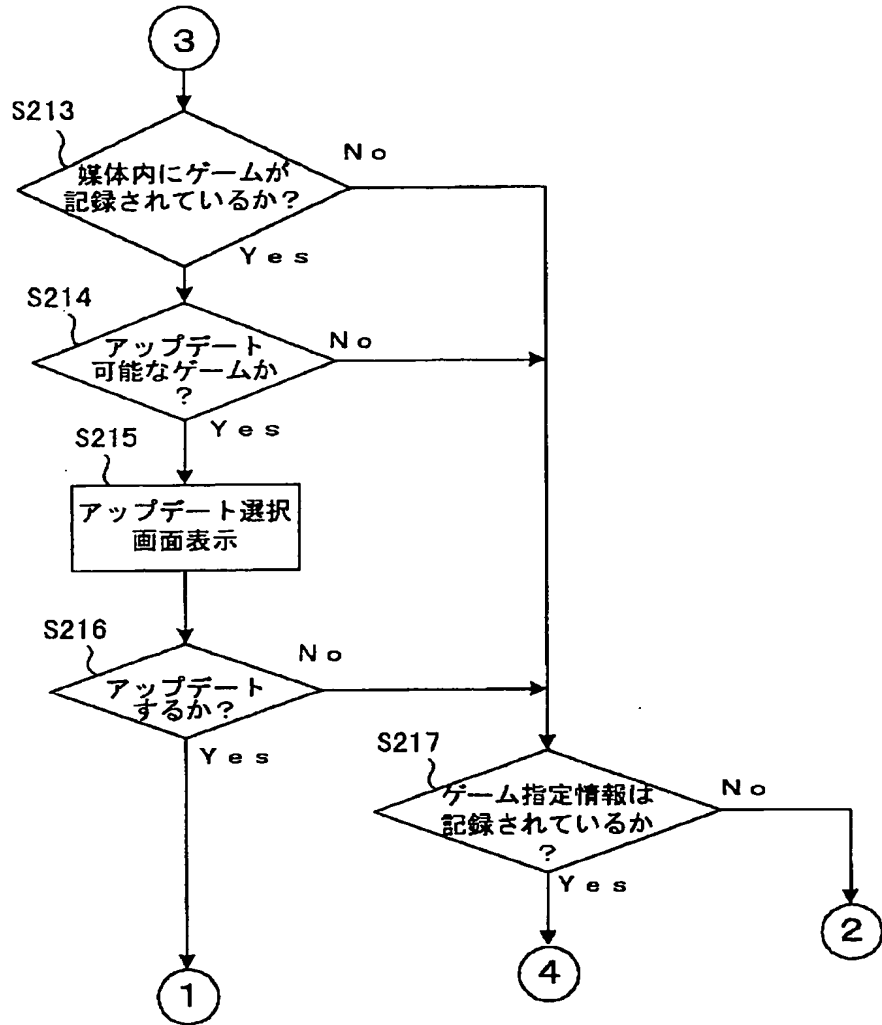 3
S213
媒体内にゲームが
記録されているか?
No
Yes
S214
アップデート
可能なゲームか
?
No
Yes
S215
アップデート選択
画面表示
S216
アップデート
するか?
No
Yes
S217
ゲーム指定情報は
記録されているか
?
No
Yes
1
4
2